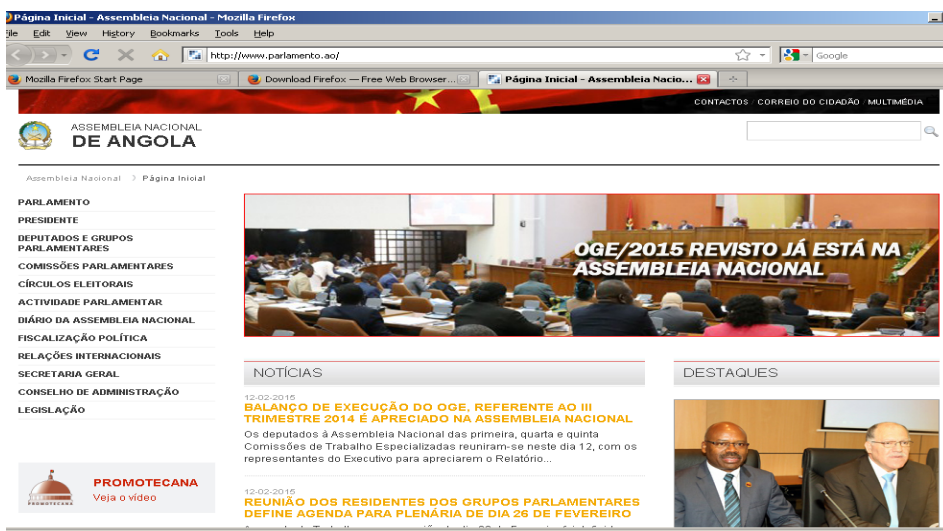 Página Inicial - Assembleia Nacional - Mozilla Firefox
File Edit View History Bookmarks Tools Help
http://www.parlamento.ao/
Google
Mozilla Firefox Start Page
Download Firefox — Free Web Browser...
Página Inicial - Assembleia Nacio...
CONTACTOS / CORREIO DO CIDADÃO / MULTIMÉDIA
ASSEMBLEIA NACIONAL
DE ANGOLA
Assembleia Nacional > Página Inicial
PARLAMENTO
PRESIDENTE
DEPUTADOS E GRUPOS
PARLAMENTARES
COMISSÕES PARLAMENTARES
CÍRCULOS ELEITORAIS
ACTIVIDADE PARLAMENTAR
DIÁRIO DA ASSEMBLEIA NACIONAL
FISCALIZAÇÃO POLÍTICA
RELAÇÕES INTERNACIONAIS
SECRETARIA GERAL
CONSELHO DE ADMINISTRAÇÃO
LEGISLAÇÃO
PROMOTECANA
PROMOTECANA
Veja o vídeo
OGE/2015 REVISTO JÁ ESTÁ NA
ASSEMBLEIA NACIONAL
NOTÍCIAS
12-02-2015
BALANÇO DE EXECUÇÃO DO OGE, REFERENTE AO III
TRIMESTRE 2014 É APRECIADO NA ASSEMBLEIA NACIONAL
Os deputados à Assembleia Nacional das primeira, quarta e quinta
Comissões de Trabalho Especializadas reuniram-se neste dia 12, com os
representantes do Executivo para apreciarem o Relatório...
12-02-2015
REUNIÃO DOS RESIDENTES DOS GRUPOS PARLAMENTARES
DEFINE AGENDA PARA PLENÁRIA DE DIA 26 DE FEVEREIRO
DESTAQUES